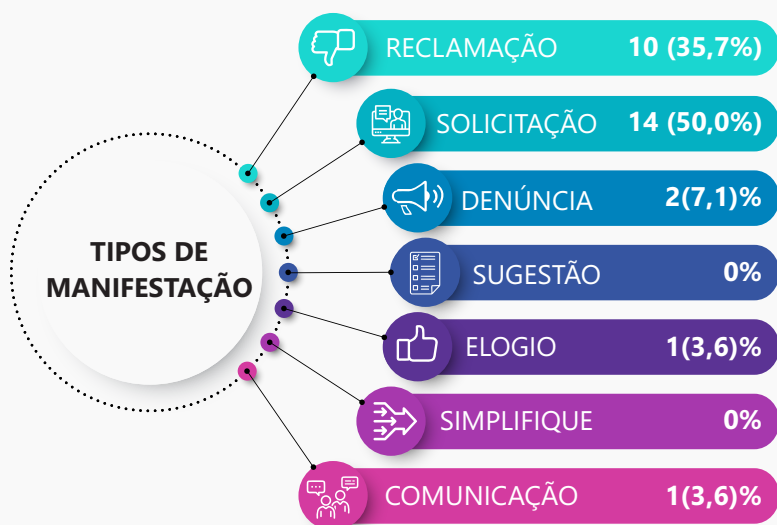 TIPOS DE
MANIFESTAÇÃO
RECLAMAÇÃO 10 (35,7%)
SOLICITAÇÃO 14 (50,0%)
DENÚNCIA 2(7,1)%
SUGESTÃO 0%
ELOGIO 1(3,6)%
SIMPLIFIQUE 0%
COMUNICAÇÃO 1(3,6)%